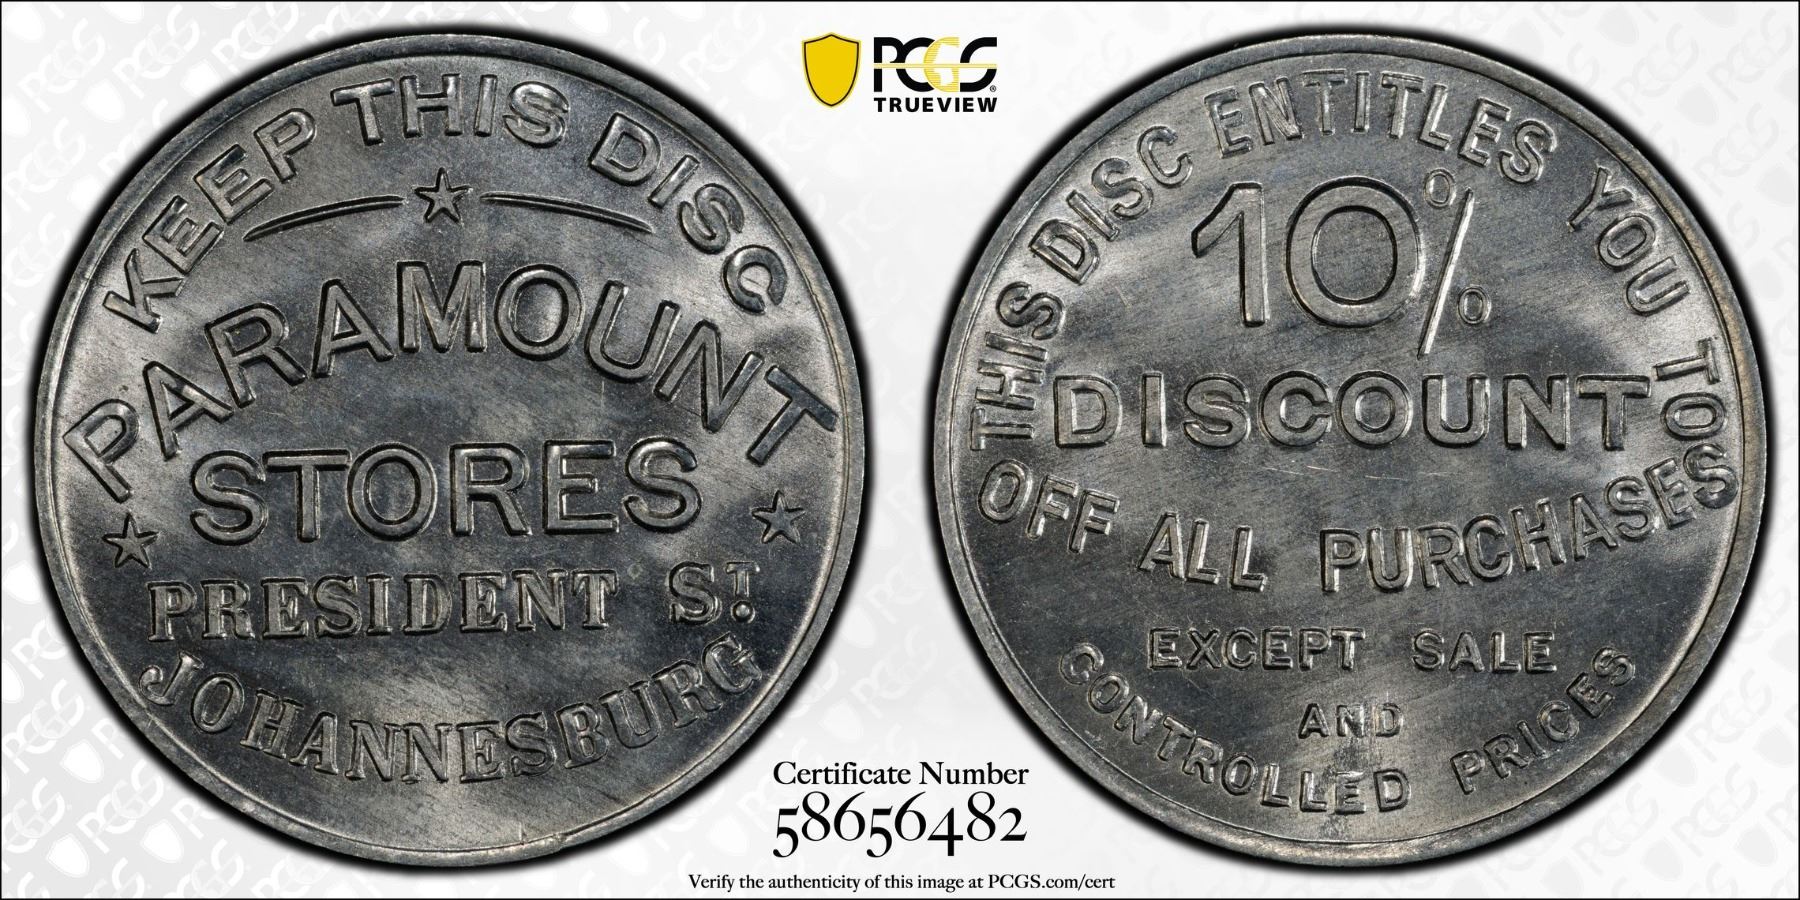 KEEP THIS DISC
PARAMOUNT
STORES
PRESIDENT ST.
JOHANNESBURG
PCGS
TRUEVIEW
THIS DISC ENTITLES YOU TO
10%
DISCOUNT
OFF ALL PURCHASES
EXCEPT SALE
AND
CONTROLLED PRICES
Certificate Number
58656482
Verify the authenticity of this image at PCGS.com/cert